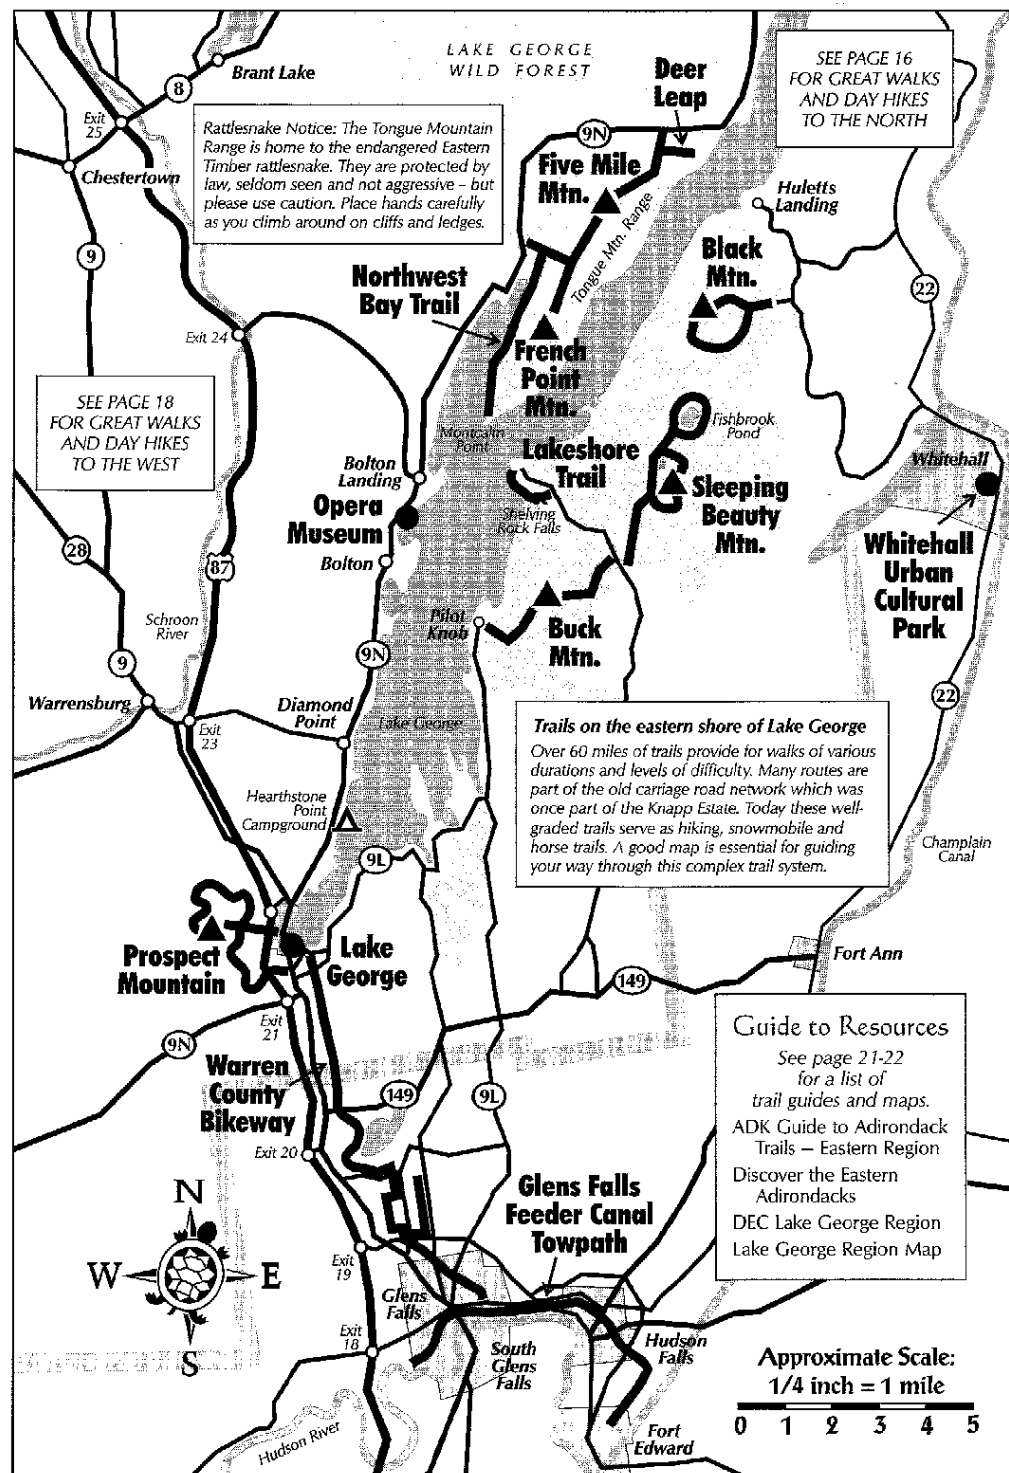 LAKE GEORGE
WILD FOREST
Deer
Leap
SEE PAGE 16
FOR GREAT WALKS
AND DAY HIKES
TO THE NORTH
Brant Lake
8
Exit
25
Chestertown
Rattlesnake Notice: The Tongue Mountain
Range is home to the endangered Eastern
Timber rattlesnake. They are protected by
law, seldom seen and not aggressive – but
please use caution. Place hands carefully
as you climb around on cliffs and ledges.
9N
Five Mile
Mtn.
Tongue Mtn. Range
Huletts
Landing
9
Northwest
Bay Trail
Black
Mtn.
22
Exit 24
French
Point
Mtn.
SEE PAGE 18
FOR GREAT WALKS
AND DAY HIKES
TO THE WEST
Montcalm
Point
Fishbrook
Pond
Bolton
Landing
Lakeshore
Trail
Whitehall
Opera
Museum
Shelving
Rock Falls
Sleeping
Beauty
Mtn.
Whitehall
Urban
Cultural
Park
28
87
Bolton
Schroon
River
Pilot
Knob
Buck
Mtn.
9
9N
22
Warrensburg
Diamond
Point
Exit
23
Lake George
Trails on the eastern shore of Lake George
Over 60 miles of trails provide for walks of various
durations and levels of difficulty. Many routes are
part of the old carriage road network which was
once part of the Knapp Estate. Today these well-
graded trails serve as hiking, snowmobile and
horse trails. A good map is essential for guiding
your way through this complex trail system.
Hearthstone
Point
Campground
9L
Champlain
Canal
Prospect
Mountain
Lake
George
Fort Ann
149
Exit
21
9N
Guide to Resources
See page 21-22
for a list of
trail guides and maps.
ADK Guide to Adirondack
Trails – Eastern Region
Discover the Eastern
Adirondacks
DEC Lake George Region
Lake George Region Map
Warren
County
Bikeway
149
9L
Exit 20
N
W
E
S
Glens Falls
Feeder Canal
Towpath
Exit
19
Glens
Falls
Exit
18
South
Glens
Falls
Hudson
Falls
Hudson River
Fort
Edward
Approximate Scale:
1/4 inch = 1 mile
0 1 2 3 4 5